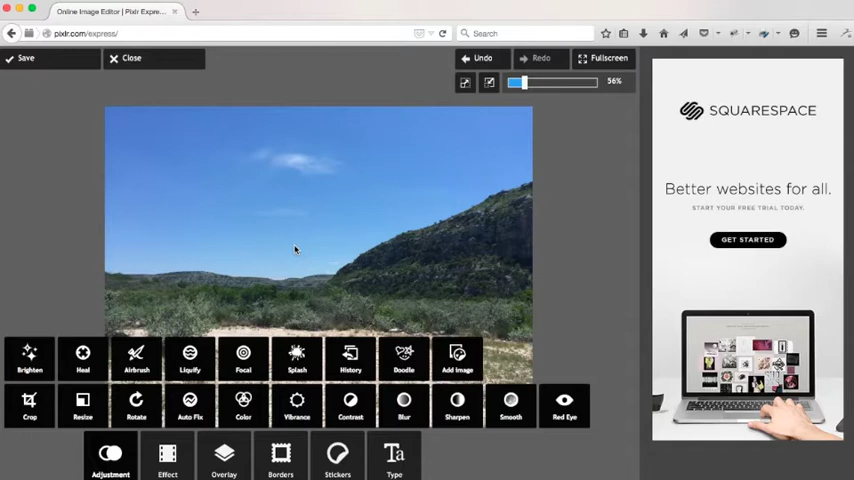 Online Image Editor | Pixlr Expre...
pixlr.com/express/
Search
Save
Close
Undo
Redo
Fullscreen
56%
SQUARESPACE
Better websites for all.
START YOUR FREE TRIAL TODAY.
GET STARTED
Brighten
Heal
Airbrush
Liquify
Focal
Splash
History
Doodle
Add image
Crop
Resize
Rotate
Auto Fix
Color
Vibrance
Contrast
Blur
Sharpen
Smooth
Red Eye
Adjustment
Effect
Overlay
Borders
Stickers
Type